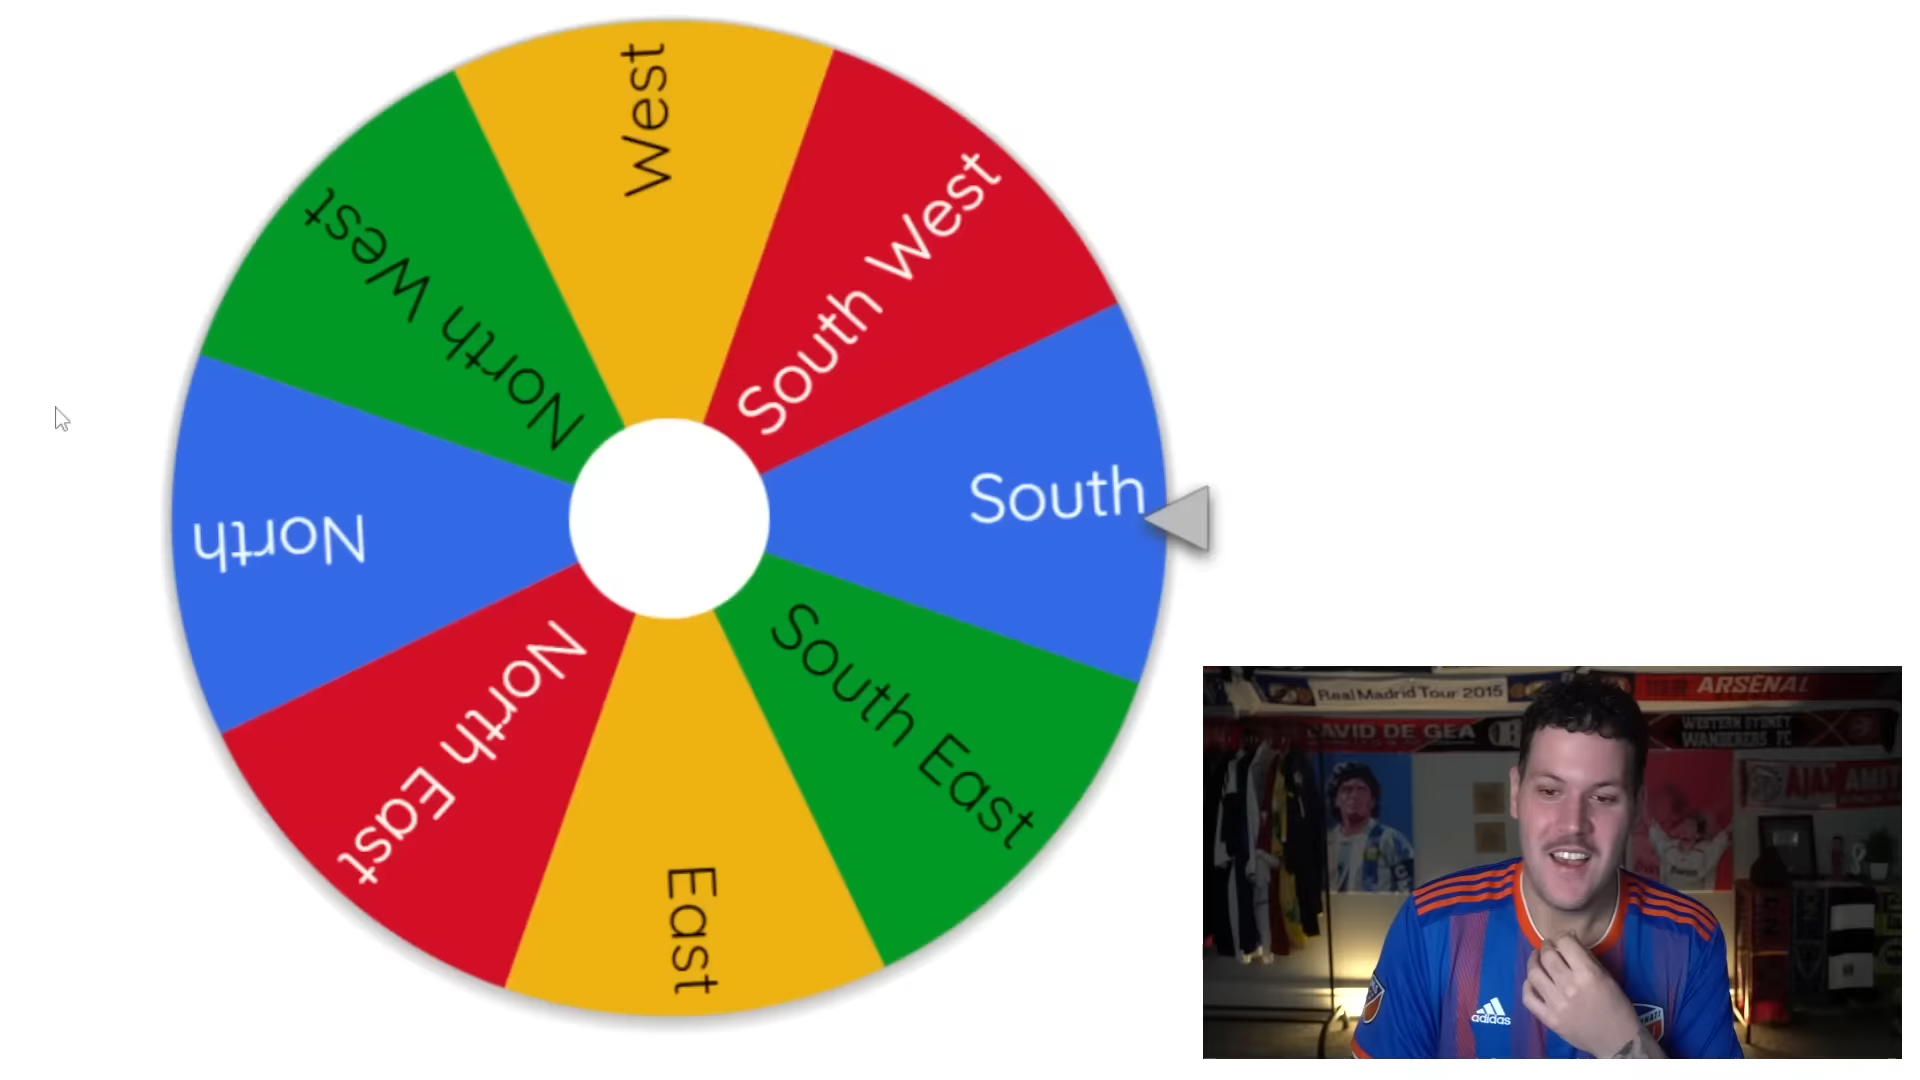 West
South West
North West
South
North
South East
North East
East
Real Madrid Tour 2015
ARSENAL
DAVID DE GEA
WESTERN SYDNEY
WANDERERS FC
adidas